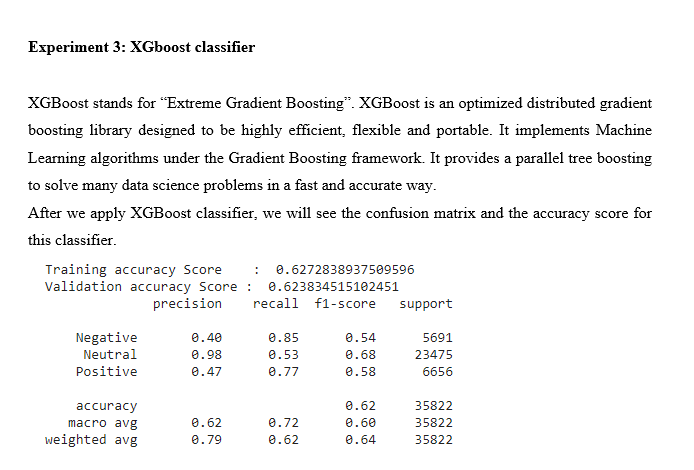 Experiment 3: XGboost classifier
XGBoost stands for “Extreme Gradient Boosting”. XGBoost is an optimized distributed gradient
boosting library designed to be highly efficient, flexible and portable. It implements Machine
Learning algorithms under the Gradient Boosting framework. It provides a parallel tree boosting
to solve many data science problems in a fast and accurate way.
After we apply XGBoost classifier, we will see the confusion matrix and the accuracy score for
this classifier.
Training accuracy Score : 0.6272838937509596
Validation accuracy Score : 0.623834515102451
precision recall f1-score support
Negative 0.40 0.85 0.54 5691
Neutral 0.98 0.53 0.68 23475
Positive 0.47 0.77 0.58 6656
accuracy 0.62 35822
macro avg 0.62 0.72 0.60 35822
weighted avg 0.79 0.62 0.64 35822